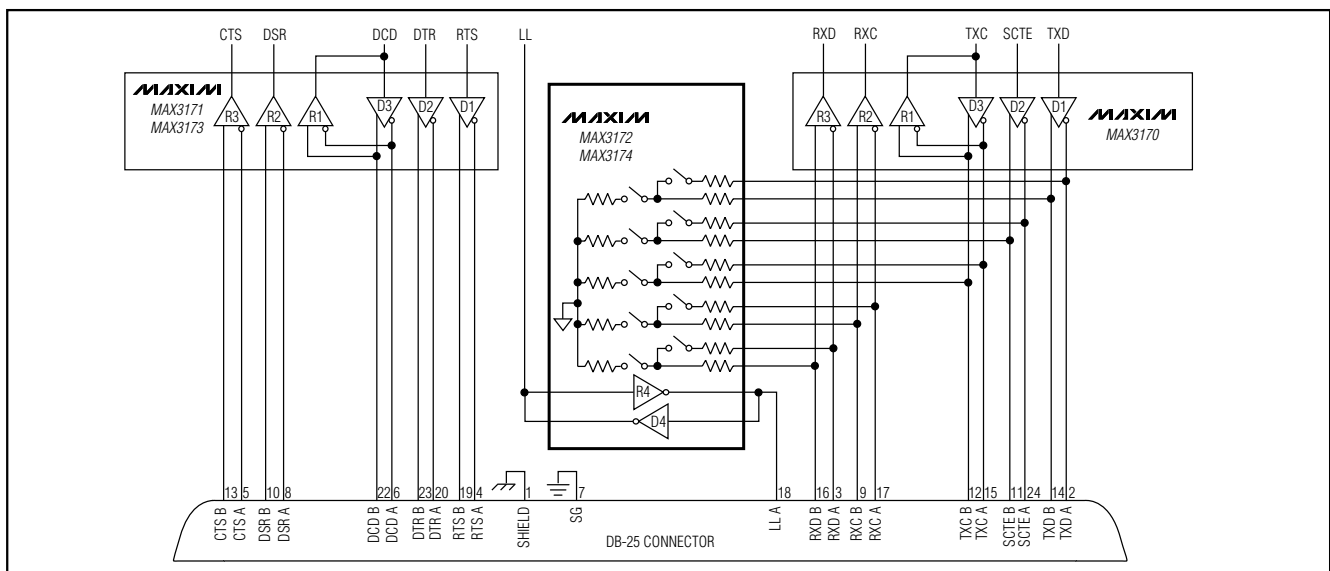 CTS DSR DCD DTR RTS LL RXD RXC TXC SCTE TXD
MAXIM
MAX3171
MAX3173
R3 R2 R1 D3 D2 D1
MAXIM
MAX3172
MAX3174
R3 R2 R1 D3 D2 D1
MAXIM
MAX3170
R4
D4
13 5 10 8 22 6 23 20 19 4 1 7 18 16 3 9 17 12 15 11 24 14 2
CTS B
CTS A
DSR B
DSR A
DCD B
DCD A
DTR B
DTR A
RTS B
RTS A
SHIELD
SG
LL A
RXD B
RXD A
RXC B
RXC A
TXC B
TXC A
SCTE B
SCTE A
TXD B
TXD A
DB-25 CONNECTOR